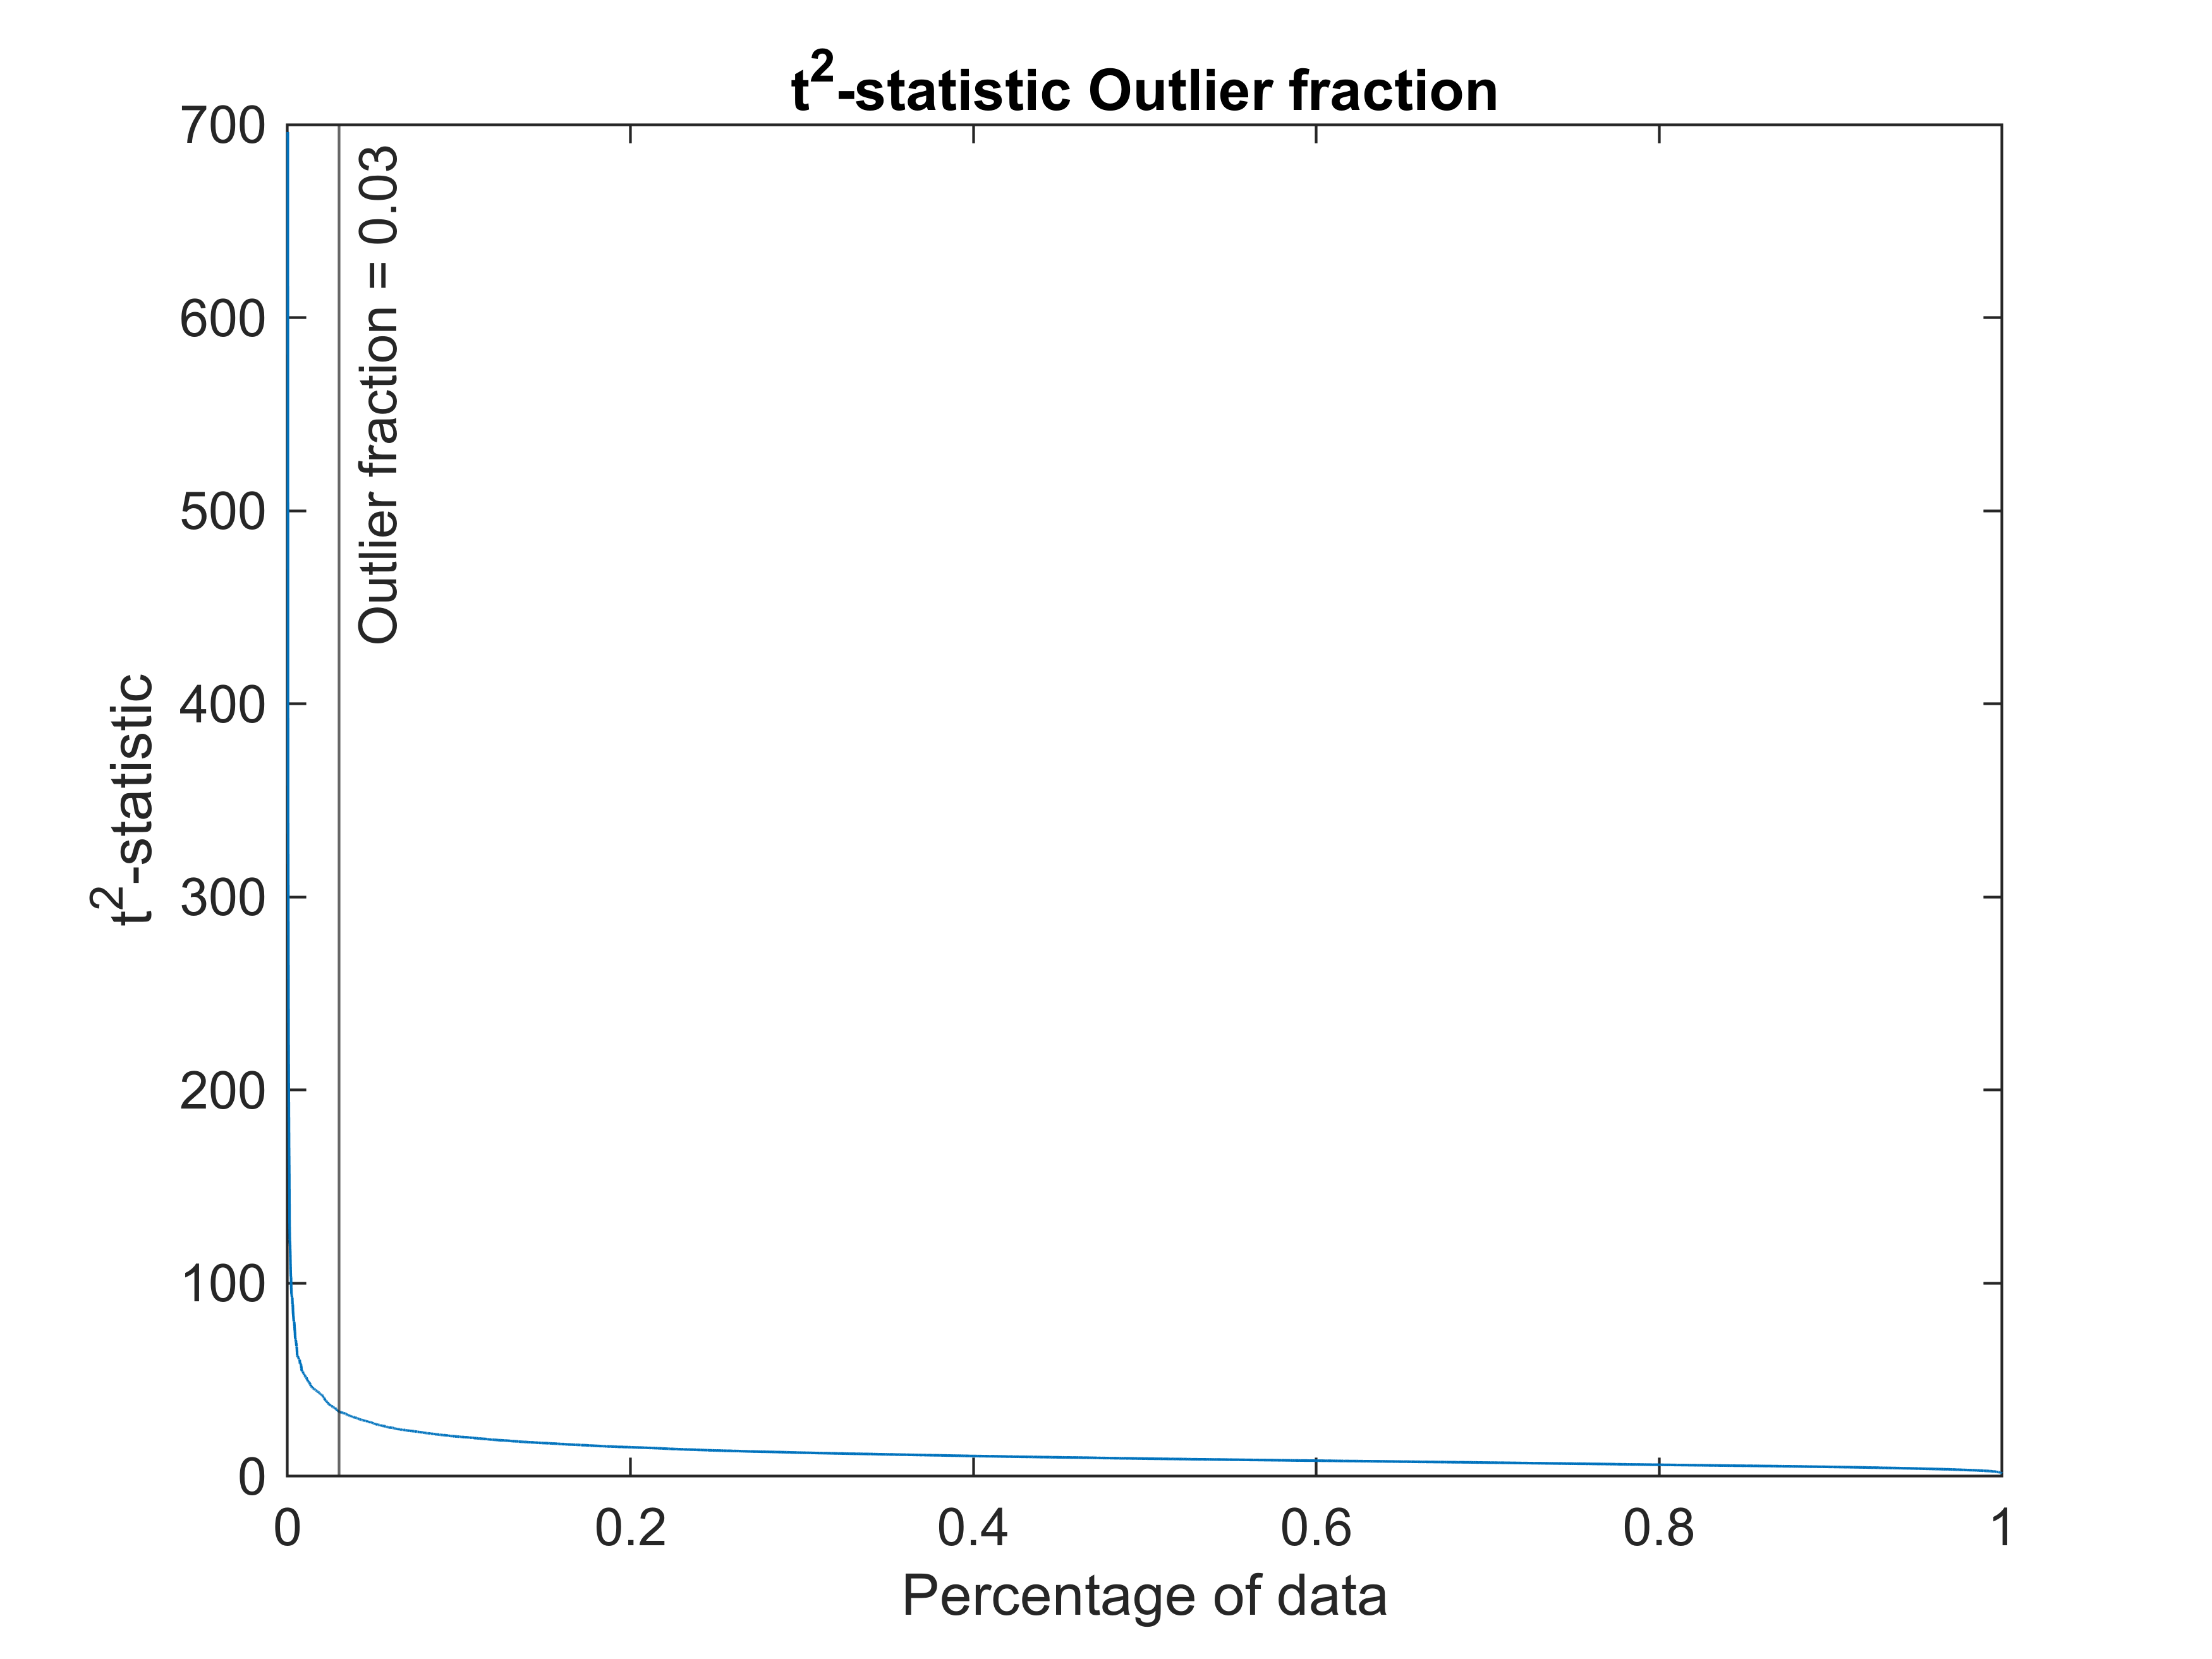 t²-statistic Outlier fraction
700
600
500
400
300
200
100
0
t²-statistic
Outlier fraction = 0.03
0 0.2 0.4 0.6 0.8 1
Percentage of data